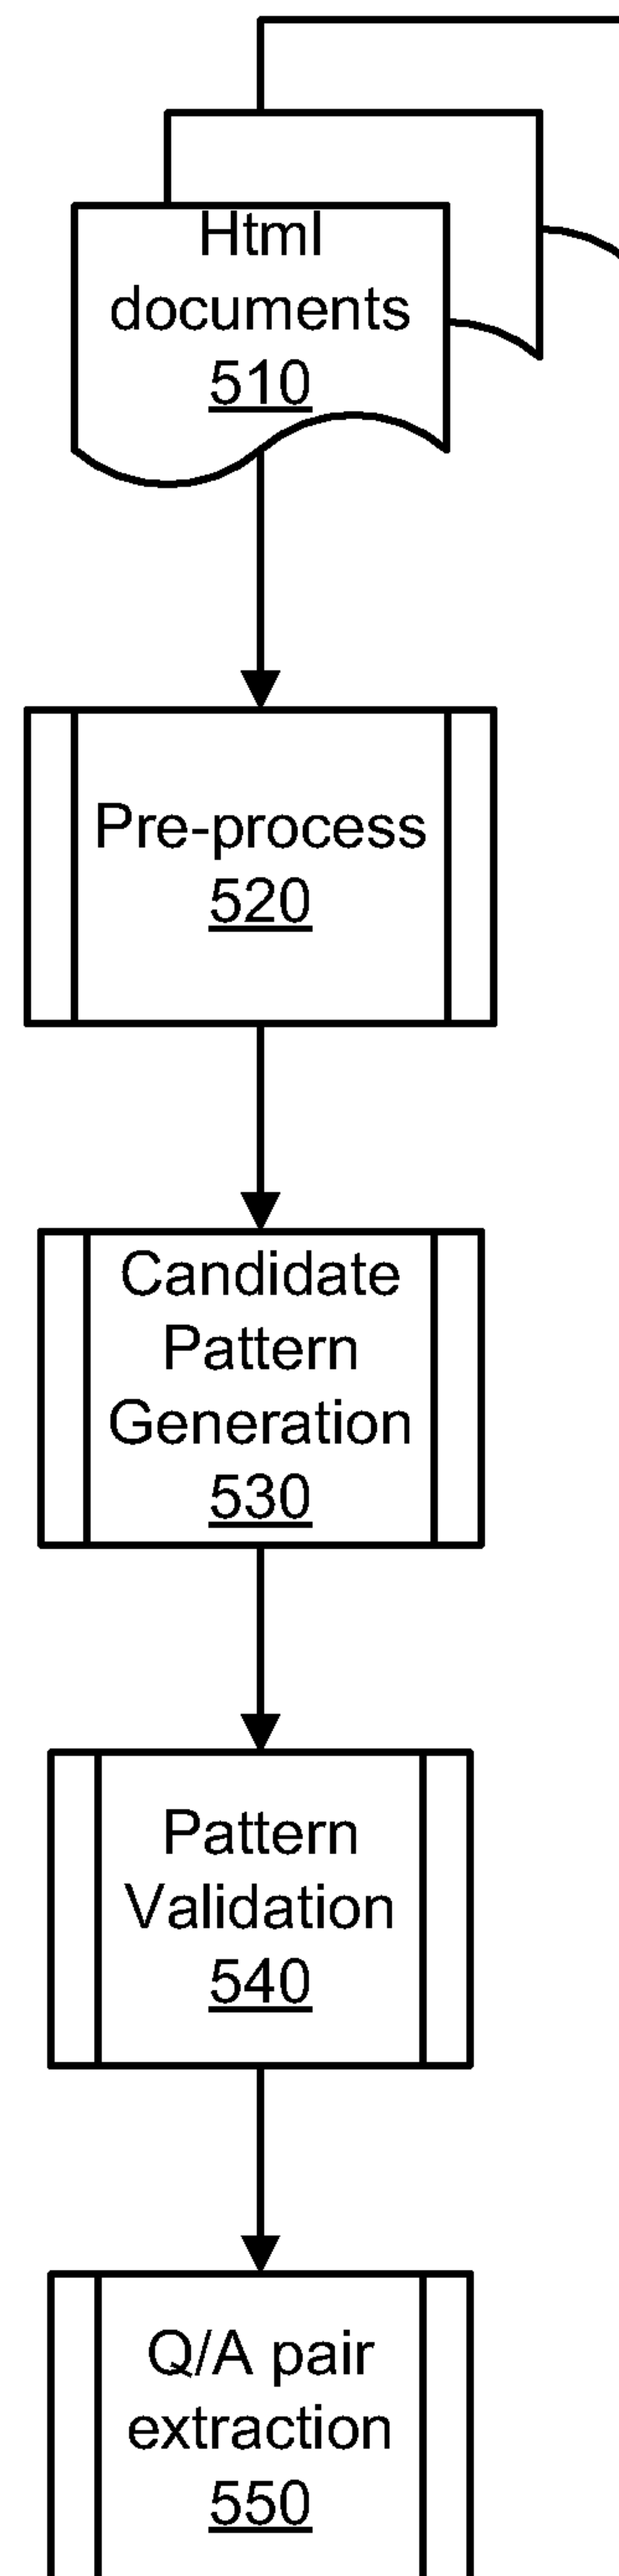 Html
documents
510
Pre-process
520
Candidate
Pattern
Generation
530
Pattern
Validation
540
Q/A pair
extraction
550